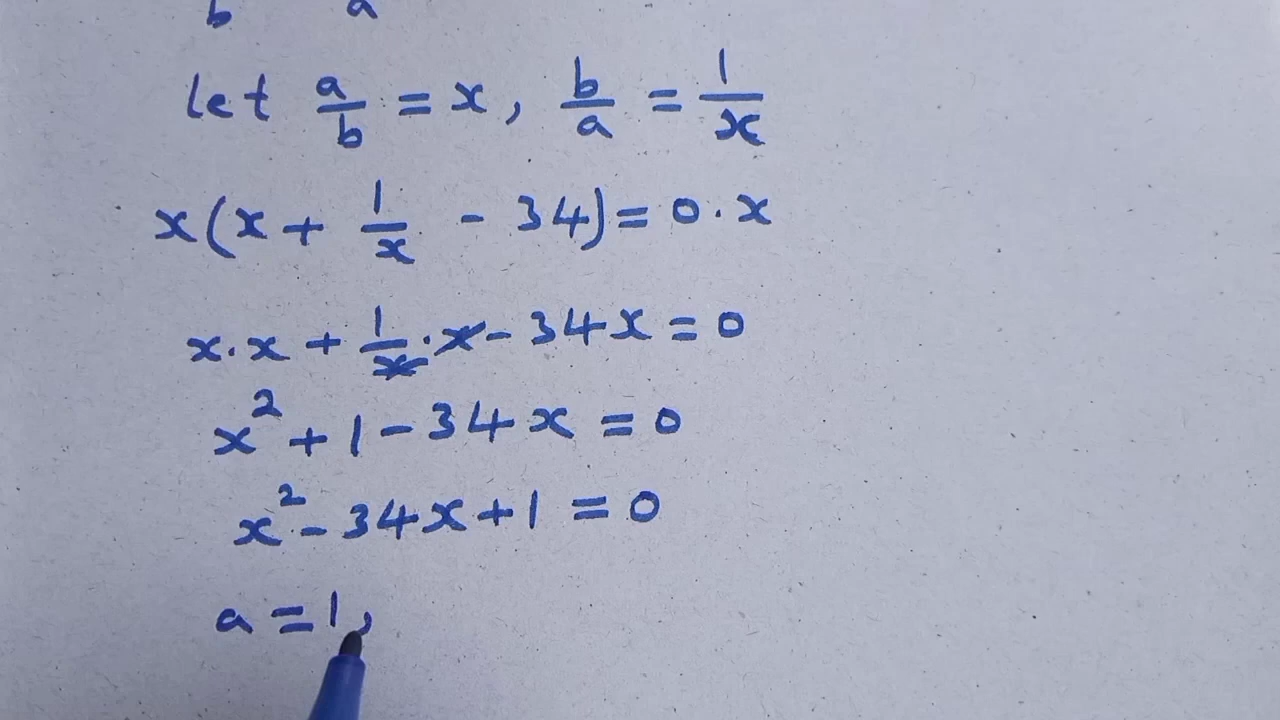 b a
let a/b = x, b/a = 1/x
x(x + 1/x - 34) = 0 · x
x · x + 1/x · x - 34x = 0
x² + 1 - 34x = 0
x² - 34x + 1 = 0
a = 1,